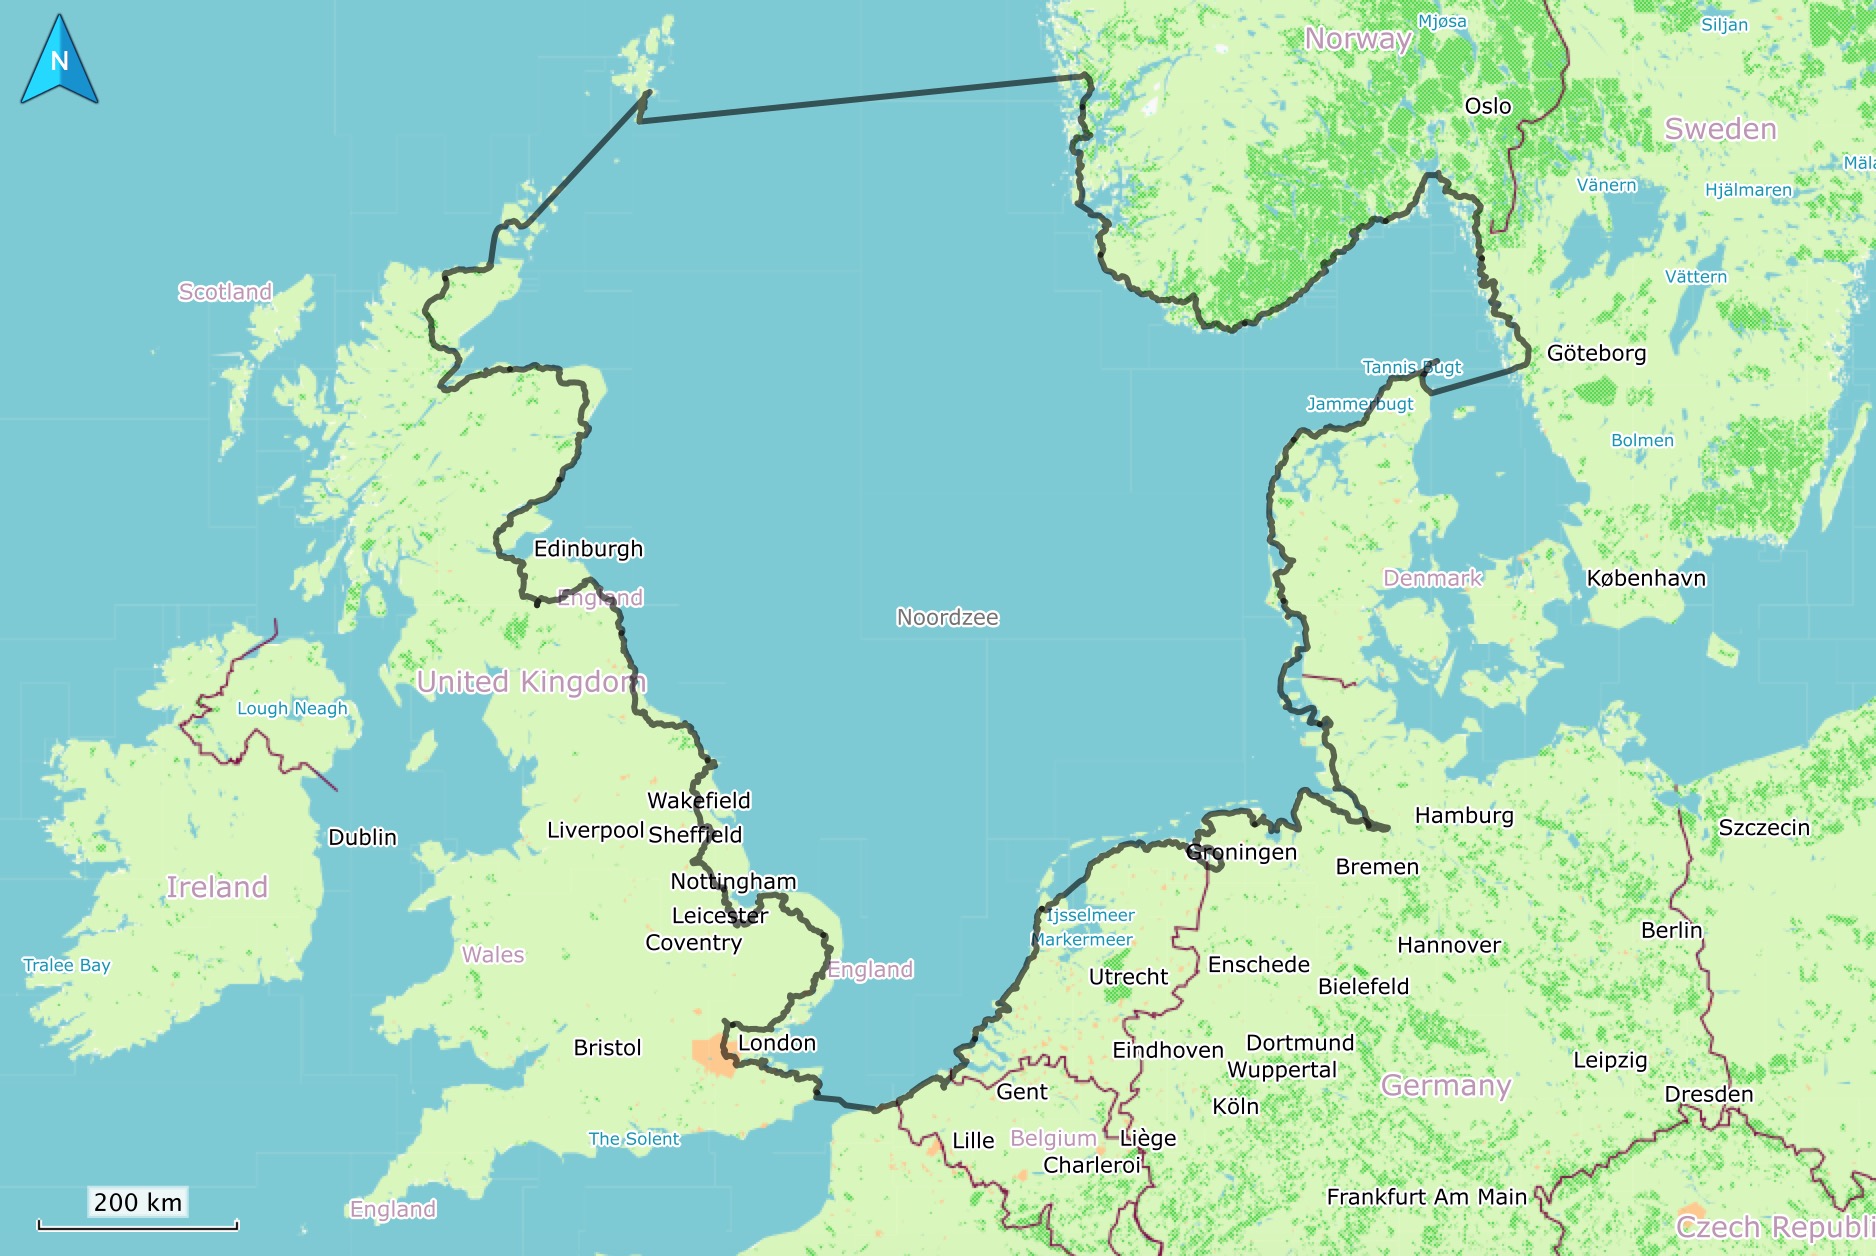 Mjøsa
Siljan
Norway
N
Oslo
Sweden
Vänern
Hjälmaren
Vättern
Scotland
Göteborg
Tannis Bugt
Jammerbugt
Bolmen
Edinburgh
Denmark
København
England
Noordzee
United Kingdom
Lough Neagh
Wakefield
Hamburg
Liverpool
Sheffield
Szczecin
Dublin
Groningen
Bremen
Ireland
Nottingham
Leicester
Ijsselmeer
Berlin
Coventry
Markermeer
Hannover
Wales
Tralee Bay
England
Utrecht
Enschede
Bielefeld
Bristol
London
Eindhoven
Dortmund
Leipzig
Wuppertal
Germany
Gent
Dresden
Köln
The Solent
Lille
Belgium
Liège
Charleroi
200 km
England
Frankfurt Am Main
Czech Republi